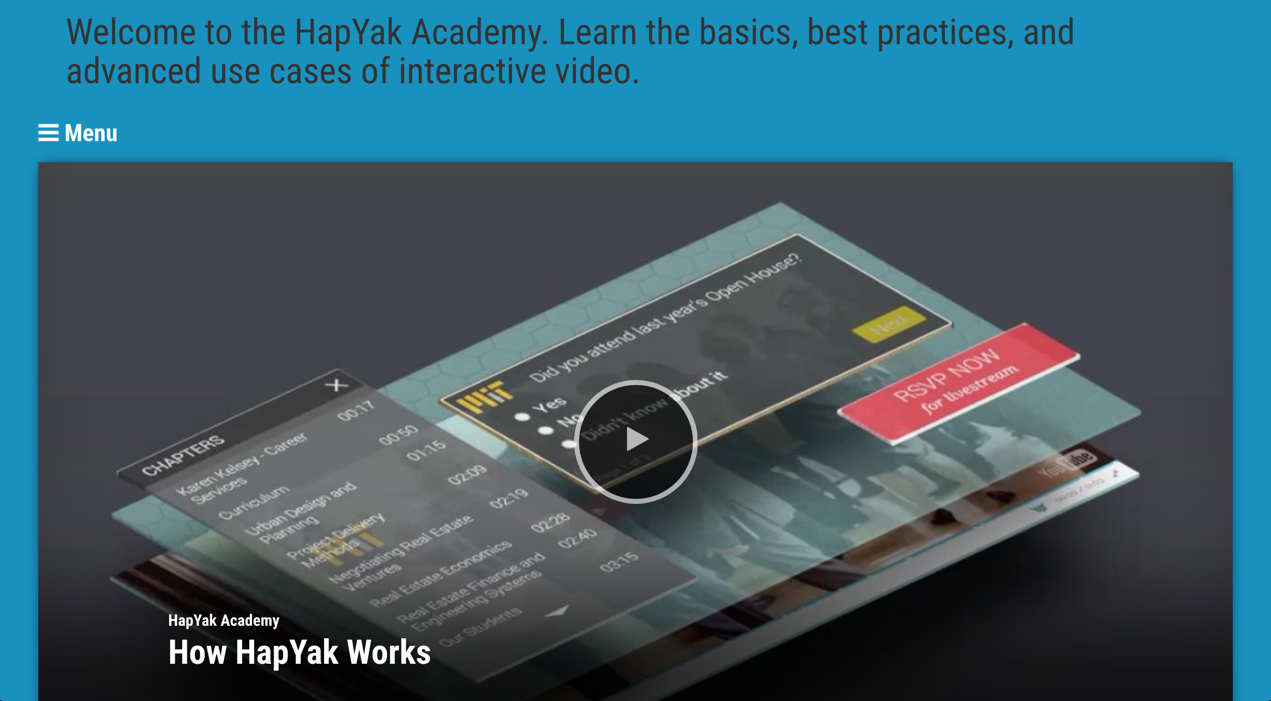 Welcome to the HapYak Academy. Learn the basics, best practices, and
advanced use cases of interactive video.
Menu
Did you attend last year's Open House?
MIT
Yes
No
Didn't know about it
Next
RSVP NOW
for livestream
CHAPTERS
Karen Kelsey - Career
Services
00:17
Curriculum
00:50
Urban Design and
Planning
01:15
Project Delivery
Methods
02:09
Negotiating Real Estate
Ventures
02:19
Real Estate Economics
02:28
Real Estate Finance and
Engineering Systems
02:40
Our Students
03:15
YouTube
HapYak Academy
How HapYak Works